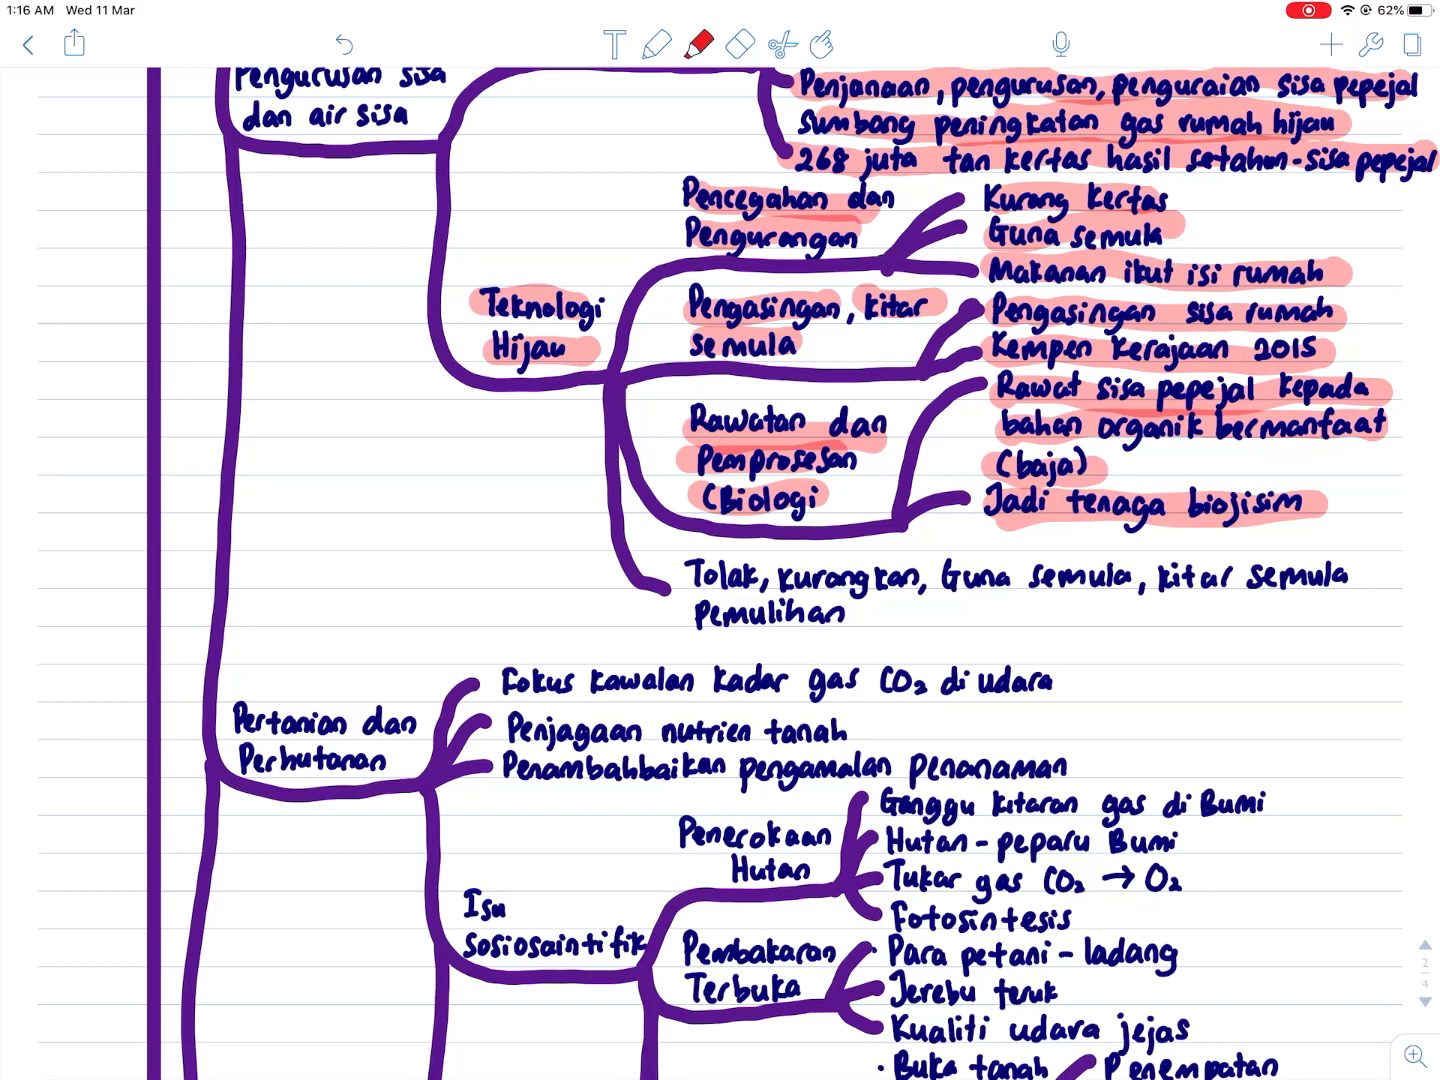 1:16 AM Wed 11 Mar
62%
Pengurusan sisa
dan air sisa
Penjanaan, pengurusan, penguraian sisa pepejal
sumbang peningkatan gas rumah hijau
268 juta tan kertas hasil setahun-sisa pepejal
Teknologi
Hijau
Pencegahan dan
Pengurangan
Kurang kertas
Guna semula
Makanan ikut isi rumah
Pengasingan, kitar
semula
Pengasingan sisa rumah
Kempen kerajaan 2015
Rawatan dan
Pemprosesan
(Biologi
Rawat sisa pepejal kepada
bahan organik bermanfaat
(baja)
Jadi tenaga biojisim
Tolak, kurangkan, Guna semula, kitar semula
Pemulihan
Pertanian dan
Perhutanan
Fokus kawalan kadar gas CO₂ di udara
Penjagaan nutrien tanah
Penambahbaikan pengamalan penanaman
Isu
sosiosaintifik
Penerokaan
Hutan
Ganggu kitaran gas di Bumi
Hutan - peparu Bumi
Tukar gas CO₂ → O₂
Fotosintesis
Pembakaran
Terbuka
· Para petani - ladang
Jerebu teruk
Kualiti udara jejas
· Buka tanah
Penempatan
2
4